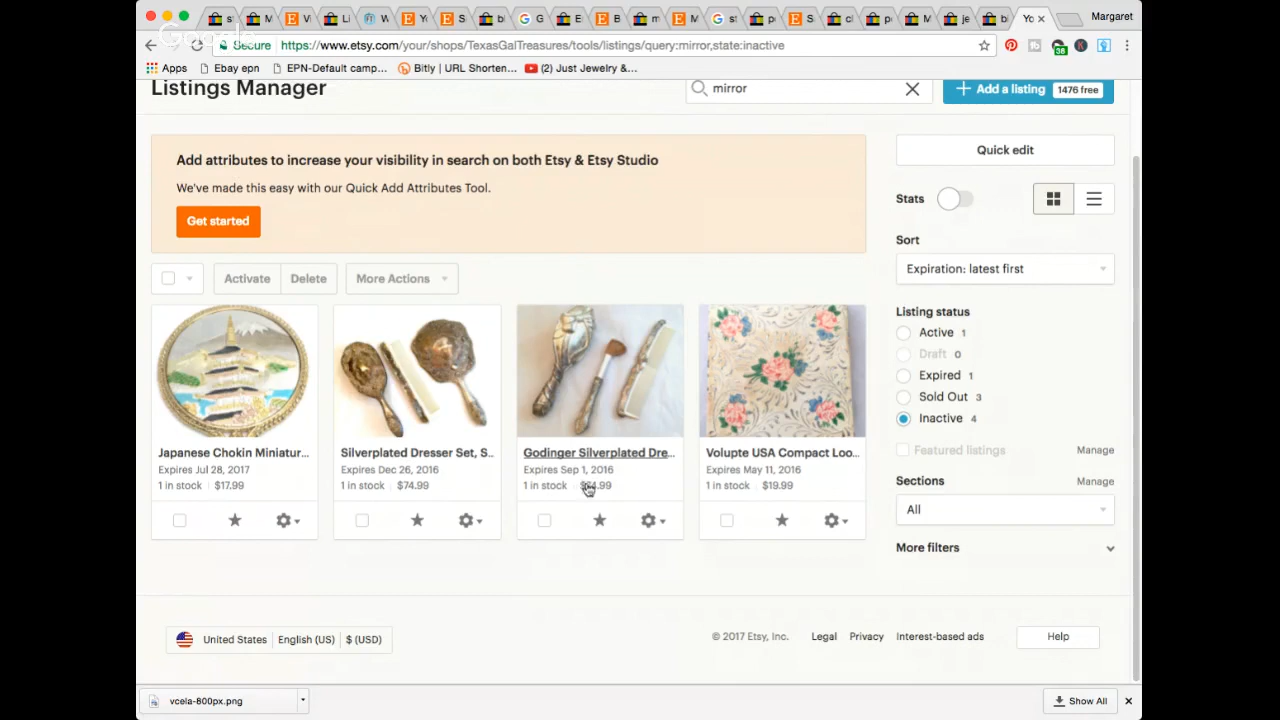 Margaret
Yo
Secure https://www.etsy.com/your/shops/TexasGalTreasures/tools/listings/query:mirror,state:inactive
38
Apps Ebay epn EPN-Default camp... Bitly | URL Shorten... (2) Just Jewelry &...
Listings Manager
mirror
Add a listing 1476 free
Add attributes to increase your visibility in search on both Etsy & Etsy Studio
We've made this easy with our Quick Add Attributes Tool.
Get started
Activate Delete More Actions
Japanese Chokin Miniatur...
Expires Jul 28, 2017
1 in stock $17.99
Silverplated Dresser Set, S...
Expires Dec 26, 2016
1 in stock $74.99
Godinger Silverplated Dre...
Expires Sep 1, 2016
1 in stock
Volupte USA Compact Loo...
Expires May 11, 2016
1 in stock $19.99
Quick edit
Stats
Sort
Expiration: latest first
Listing status
Active 1
Draft 0
Expired 1
Sold Out 3
Inactive 4
Featured listings Manage
Sections Manage
All
More filters
United States English (US) $ (USD)
© 2017 Etsy, Inc. Legal Privacy Interest-based ads Help
vcela-800px.png
Show All